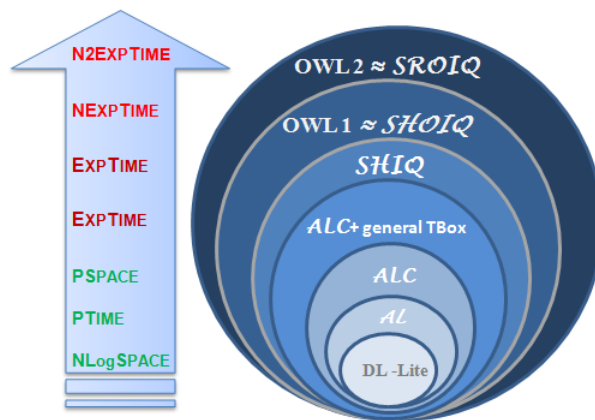 N2EXPTIME
NEXPTIME
EXPTIME
EXPTIME
PSPACE
PTIME
NLogSPACE
OWL 2 ≈ SROIQ
OWL 1 ≈ SHOIQ
SHIQ
ALC+ general TBox
ALC
AL
DL -Lite